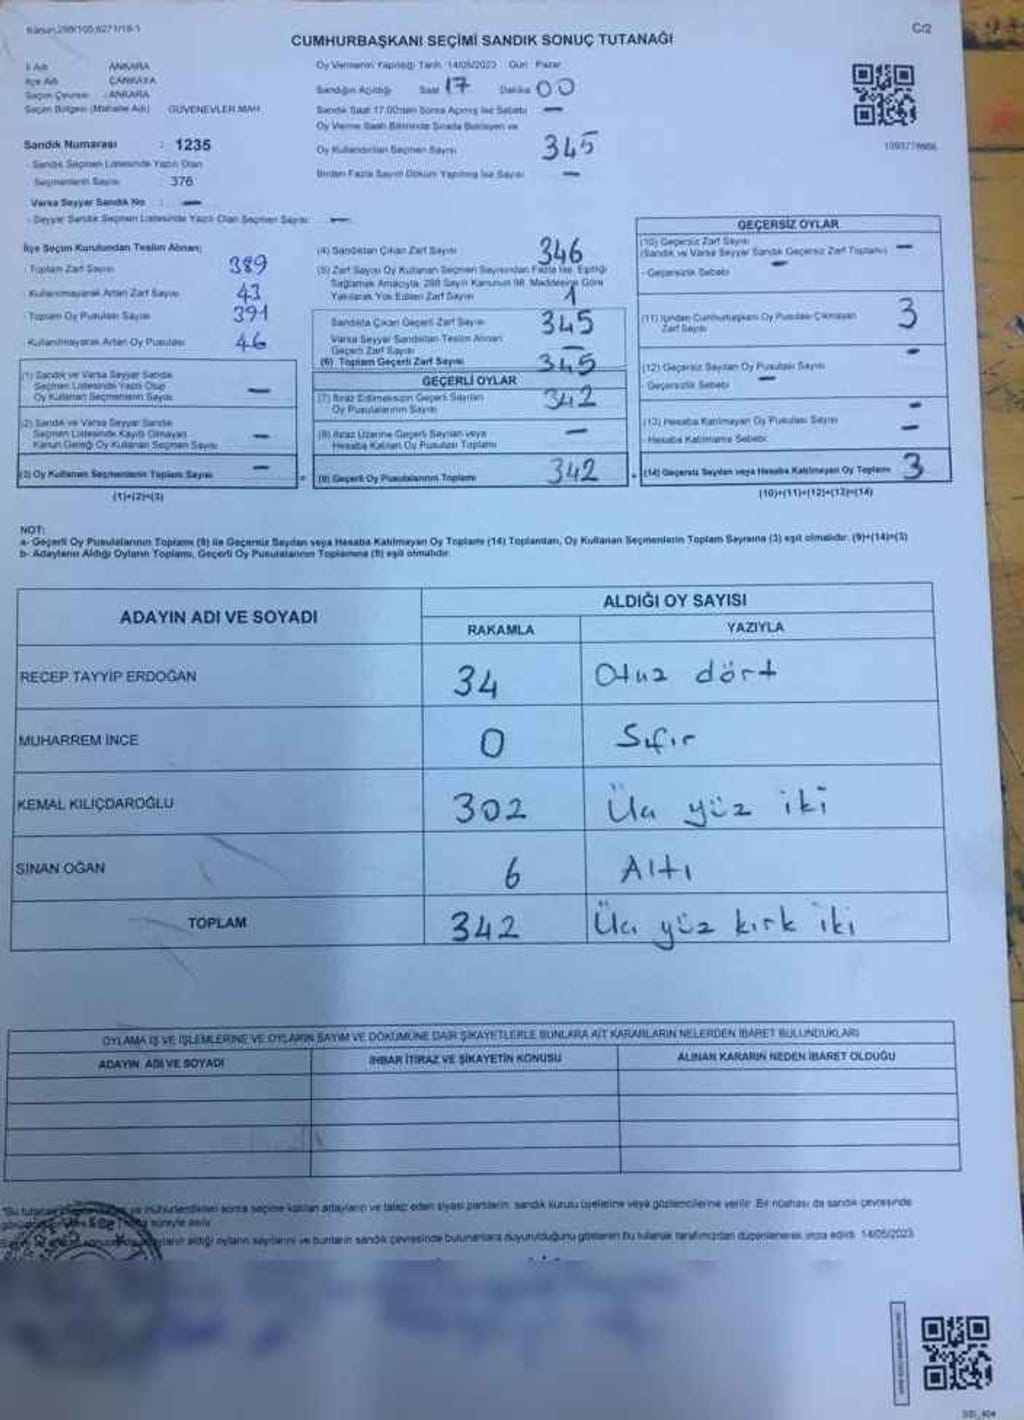 Kanun 298/105,6271/18-1
C/2
CUMHURBAŞKANI SEÇİMİ SANDIK SONUÇ TUTANAĞI
İl Adı ANKARA
İlçe Adı ÇANKAYA
Seçim Çevresi : ANKARA
Seçim Bölgesi (Mahalle Adı) GÜVENEVLER MAH.
Sandık Numarası : 1235
- Sandık Seçmen Listesinde Yazılı Olan
Seçmenlerin Sayısı : 376
Varsa Seyyar Sandık No : —
- Seyyar Sandık Seçmen Listesinde Yazılı Olan Seçmen Sayısı —
Oy Vermenin Yapıldığı Tarih 14/05/2023 Gün: Pazar
Sandığın Açıldığı Saat 17 Dakika 00
Sandık Saat 17.00'den Sonra Açılmış İse Sebebi —
Oy Verme Saati Bitiminde Sırada Bekleyen ve
Oy Kullandırılan Seçmen Sayısı 345
Birden Fazla Sayım Döküm Yapılmış İse Sayısı —
1093778666
İlçe Seçim Kurulundan Teslim Alınan;
- Toplam Zarf Sayısı 389
- Kullanılmayarak Artan Zarf Sayısı 43
- Toplam Oy Pusulası Sayısı 391
- Kullanılmayarak Artan Oy Pusulası 46
(1) Sandık ve Varsa Seyyar Sandık
Seçmen Listesinde Yazılı Olup
Oy Kullanan Seçmenlerin Sayısı —
(2) Sandık ve Varsa Seyyar Sandık
Seçmen Listesinde Kayıtlı Olmayan
Kanun Gereği Oy Kullanan Seçmen Sayısı —
(3) Oy Kullanan Seçmenlerin Toplam Sayısı —
(1)+(2)=(3)
(4) Sandıktan Çıkan Zarf Sayısı 346
(5) Zarf Sayısı Oy Kullanan Seçmen Sayısından Fazla İse, Eşitliği
Sağlamak Amacıyla, 298 Sayılı Kanunun 98. Maddesine Göre
Yakılarak Yok Edilen Zarf Sayısı 1
Sandıkta Çıkan Geçerli Zarf Sayısı 345
Varsa Seyyar Sandıktan Teslim Alınan
Geçerli Zarf Sayısı —
(6) Toplam Geçerli Zarf Sayısı 345
GEÇERLİ OYLAR
(7) İtiraz Edilmeksizin Geçerli Sayılan
Oy Pusulalarının Sayısı 342
(8) İtiraz Üzerine Geçerli Sayılan veya
Hesaba Katılan Oy Pusulası Toplamı —
(9) Geçerli Oy Pusulalarının Toplamı 342
GEÇERSİZ OYLAR
(10) Geçersiz Zarf Sayısı
(Sandık ve Varsa Seyyar Sandık Geçersiz Zarf Toplamı) —
- Geçersizlik Sebebi —
(11) İçinden Cumhurbaşkanı Oy Pusulası Çıkmayan
Zarf Sayısı 3
(12) Geçersiz Sayılan Oy Pusulası Sayısı -
- Geçersizlik Sebebi —
(13) Hesaba Katılmayan Oy Pusulası Sayısı -
- Hesaba Katılmama Sebebi -
(14) Geçersiz Sayılan veya Hesaba Katılmayan Oy Toplamı 3
(10)+(11)+(12)+(13)=(14)
NOT:
a- Geçerli Oy Pusulalarının Toplamı (9) ile Geçersiz Sayılan veya Hesaba Katılmayan Oy Toplamı (14) Toplamları, Oy Kullanan Seçmenlerin Toplam Sayısına (3) eşit olmalıdır. (9)+(14)=(3)
b- Adayların Aldığı Oyların Toplamı, Geçerli Oy Pusulalarının Toplamına (9) eşit olmalıdır.
ADAYIN ADI VE SOYADI
ALDIĞI OY SAYISI
RAKAMLA YAZIYLA
RECEP TAYYİP ERDOĞAN 34 Otuz dört
MUHARREM İNCE 0 Sıfır
KEMAL KILIÇDAROĞLU 302 Üç yüz iki
SİNAN OĞAN 6 Altı
TOPLAM 342 Üç yüz kırk iki
OYLAMA İŞ VE İŞLEMLERİNE VE OYLARIN SAYIM VE DÖKÜMÜNE DAİR ŞİKAYETLERLE BUNLARA AİT KARARLARIN NELERDEN İBARET BULUNDUKLARI
ADAYIN ADI VE SOYADI İHBAR İTİRAZ VE ŞİKAYETİN KONUSU ALINAN KARARIN NEDEN İBARET OLDUĞU
ve mühürlendikten sonra seçime katılan adayların ve talep eden siyasi partilerin, sandık kurulu üyelerine veya gözlemcilerine verilir. Bir nüshası da sandık çevresinde
süreyle asılır.
adayların aldığı oyların sayılarını ve bunların sandık çevresinde bulunanlara duyurulduğunu gösteren bu tutanak tarafımızdan düzenlenerek imza edildi. 14/05/2023